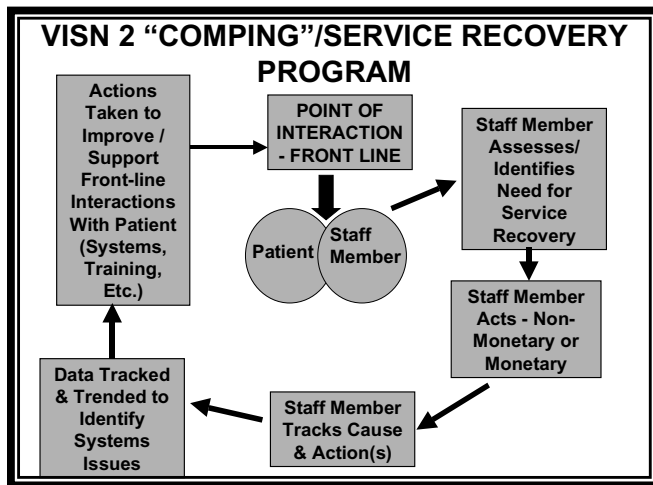 VISN 2 “COMPING”/SERVICE RECOVERY
PROGRAM
Actions
Taken to
Improve /
Support
Front-line
Interactions
With Patient
(Systems,
Training,
Etc.)
POINT OF
INTERACTION
- FRONT LINE
Patient
Staff
Member
Staff Member
Assesses/
Identifies
Need for
Service
Recovery
Staff Member
Acts - Non-
Monetary or
Monetary
Staff Member
Tracks Cause
& Action(s)
Data Tracked
& Trended to
Identify
Systems
Issues